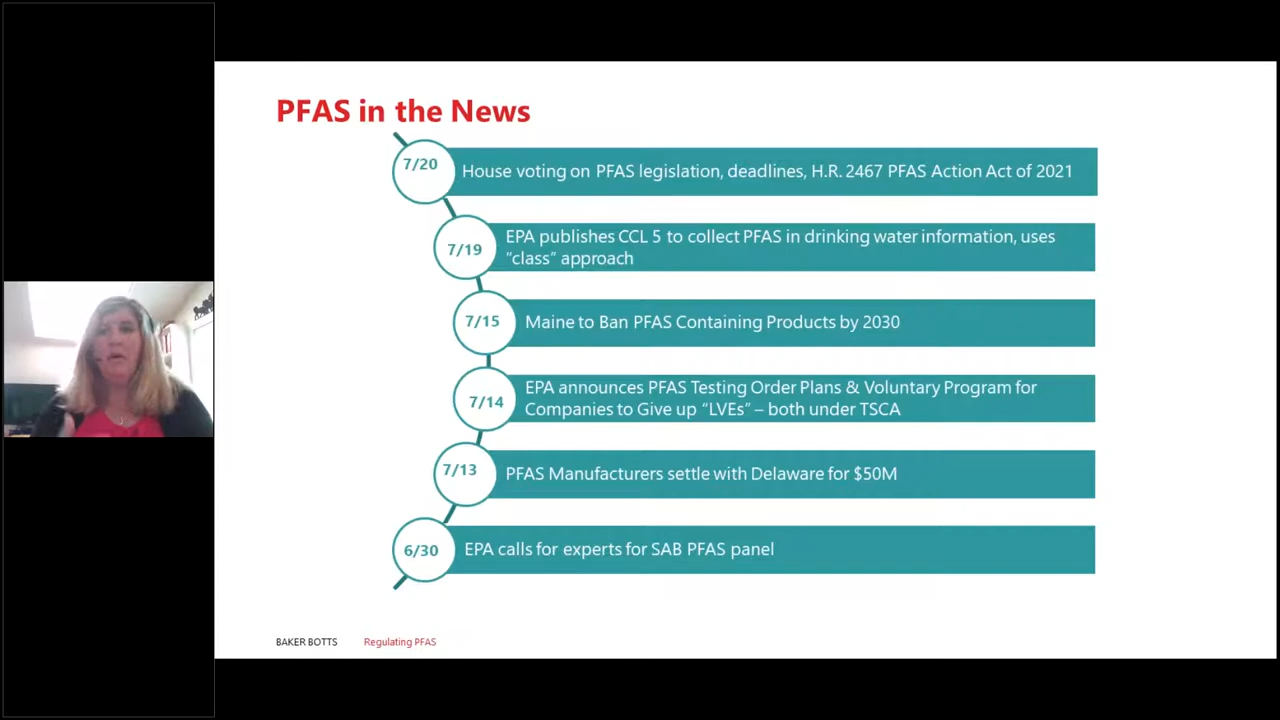 PFAS in the News
7/20
House voting on PFAS legislation, deadlines, H.R. 2467 PFAS Action Act of 2021
7/19
EPA publishes CCL 5 to collect PFAS in drinking water information, uses
"class" approach
7/15
Maine to Ban PFAS Containing Products by 2030
7/14
EPA announces PFAS Testing Order Plans & Voluntary Program for
Companies to Give up "LVEs" – both under TSCA
7/13
PFAS Manufacturers settle with Delaware for $50M
6/30
EPA calls for experts for SAB PFAS panel
BAKER BOTTS Regulating PFAS